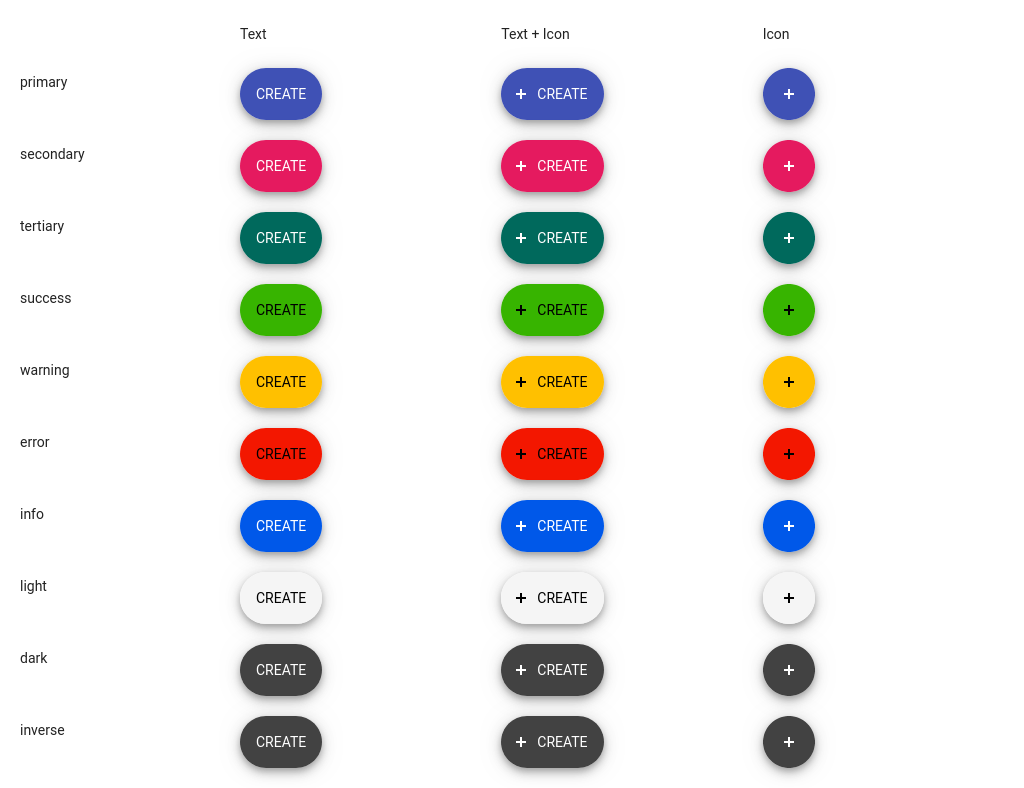 Text Text + Icon Icon
primary CREATE + CREATE +
secondary CREATE + CREATE +
tertiary CREATE + CREATE +
success CREATE + CREATE +
warning CREATE + CREATE +
error CREATE + CREATE +
info CREATE + CREATE +
light CREATE + CREATE +
dark CREATE + CREATE +
inverse CREATE + CREATE +